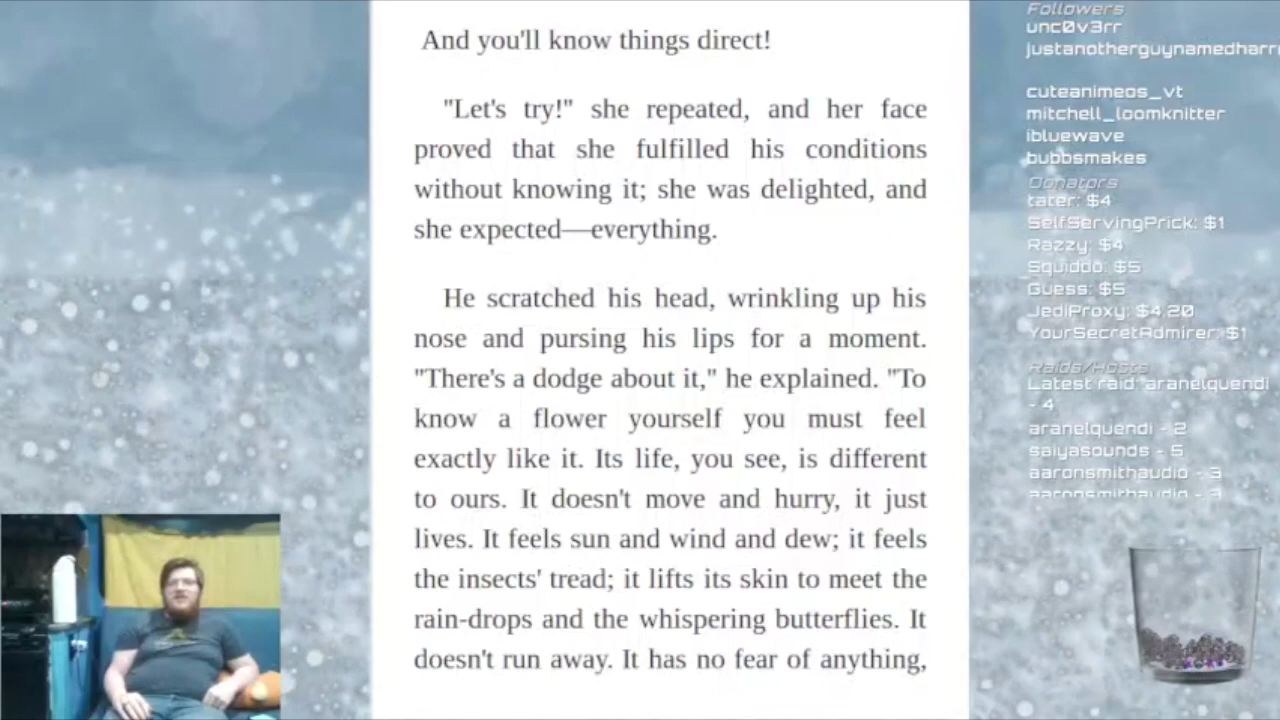 And you'll know things direct!
"Let's try!" she repeated, and her face
proved that she fulfilled his conditions
without knowing it; she was delighted, and
she expected—everything.
He scratched his head, wrinkling up his
nose and pursing his lips for a moment.
"There's a dodge about it," he explained. "To
know a flower yourself you must feel
exactly like it. Its life, you see, is different
to ours. It doesn't move and hurry, it just
lives. It feels sun and wind and dew; it feels
the insects' tread; it lifts its skin to meet the
rain-drops and the whispering butterflies. It
doesn't run away. It has no fear of anything,
Followers
unc0v3rr
justanotherguynamedharr
cuteanimeos_vt
mitchell_loomknitter
ibluewave
bubbsmakes
Donators
tater: $4
SelfServingPrick: $1
Razzy: $4
Squiddo: $5
Guess: $5
JediProxy: $4.20
YourSecretAdmirer: $1
Raids/Hosts
Latest raid: aranelquendi
- 4
aranelquendi - 2
saiyasounds - 5
aaronsmithaudio - 3
aaronsmithaudio - 3